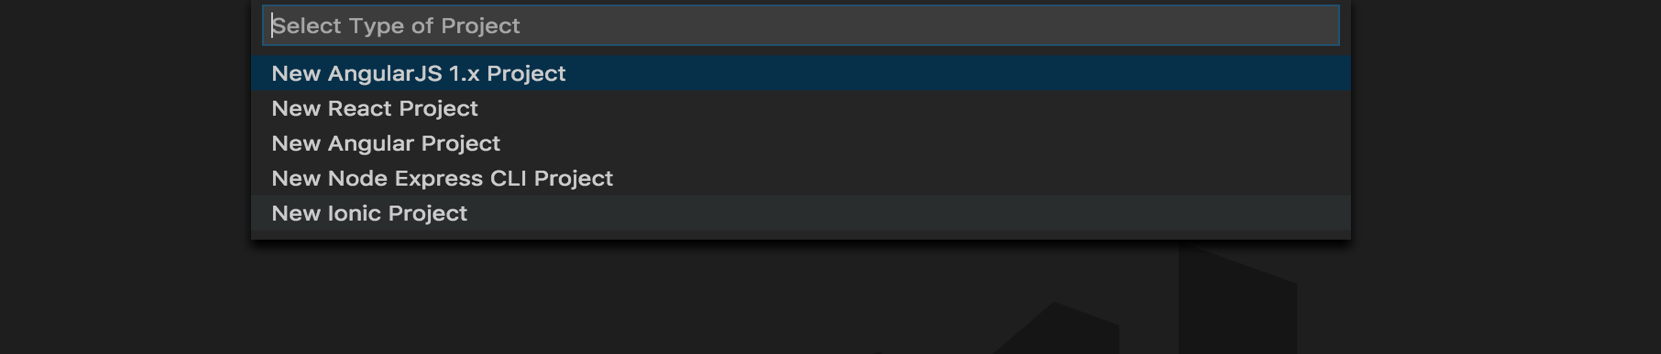 Select Type of Project
New AngularJS 1.x Project
New React Project
New Angular Project
New Node Express CLI Project
New Ionic Project